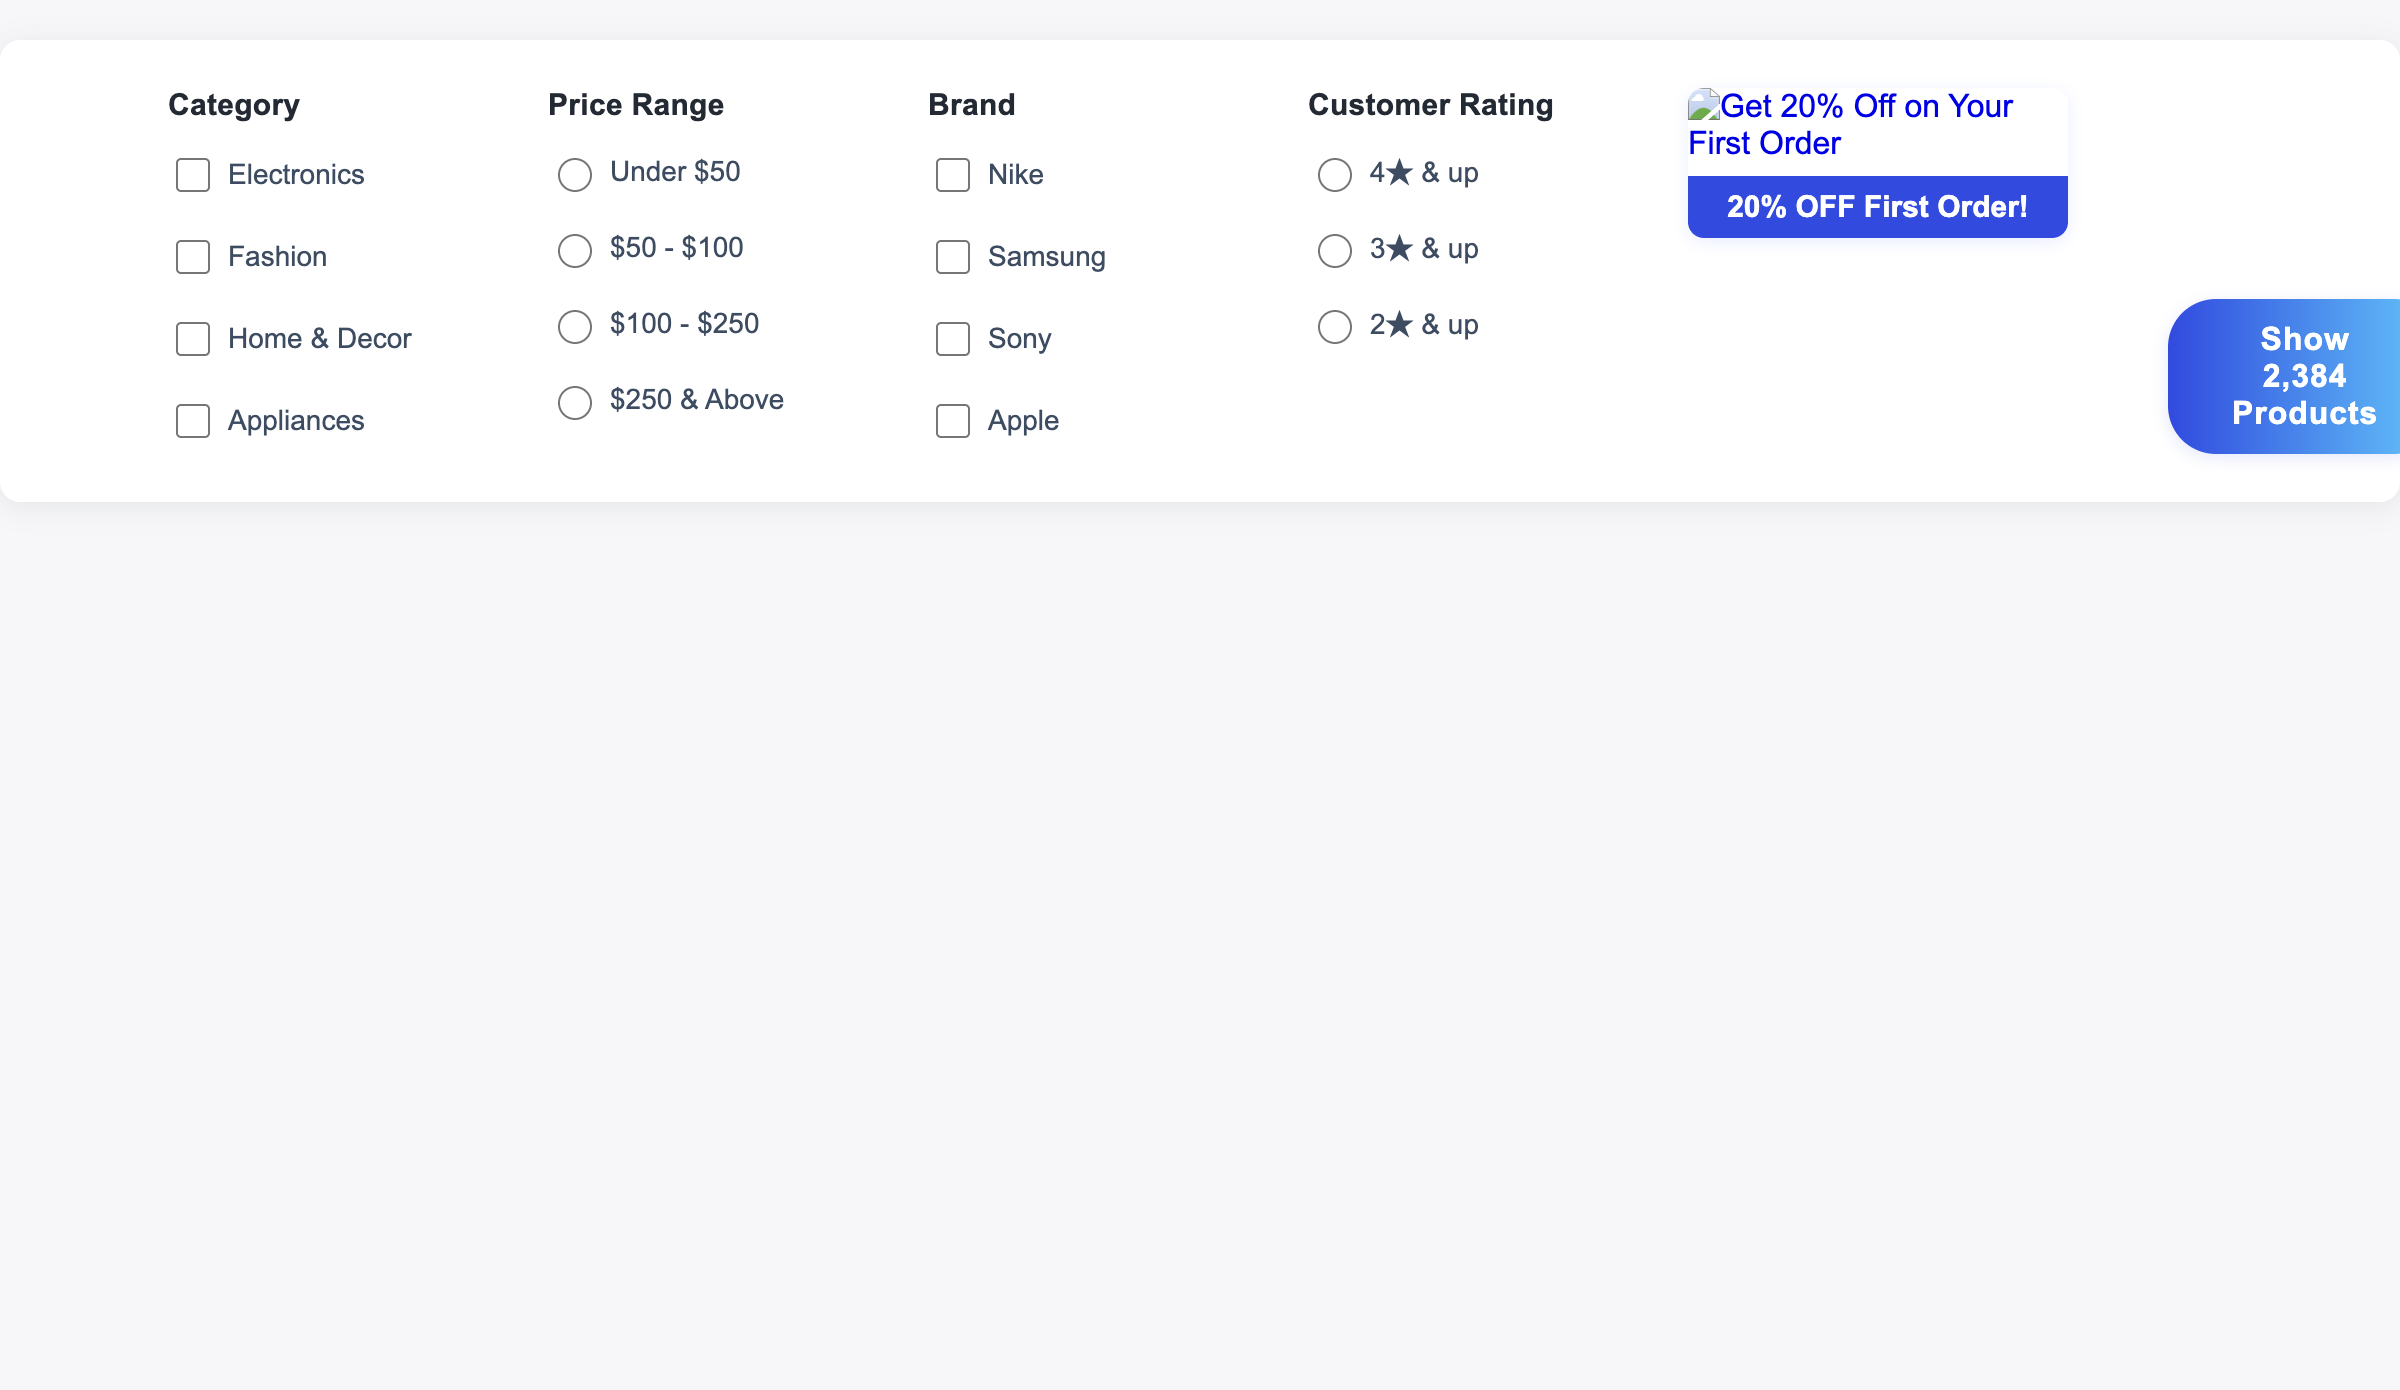 Category
Electronics
Fashion
Home & Decor
Appliances
Price Range
Under $50
$50 - $100
$100 - $250
$250 & Above
Brand
Nike
Samsung
Sony
Apple
Customer Rating
4★ & up
3★ & up
2★ & up
Get 20% Off on Your
First Order
20% OFF First Order!
Show
2,384
Products